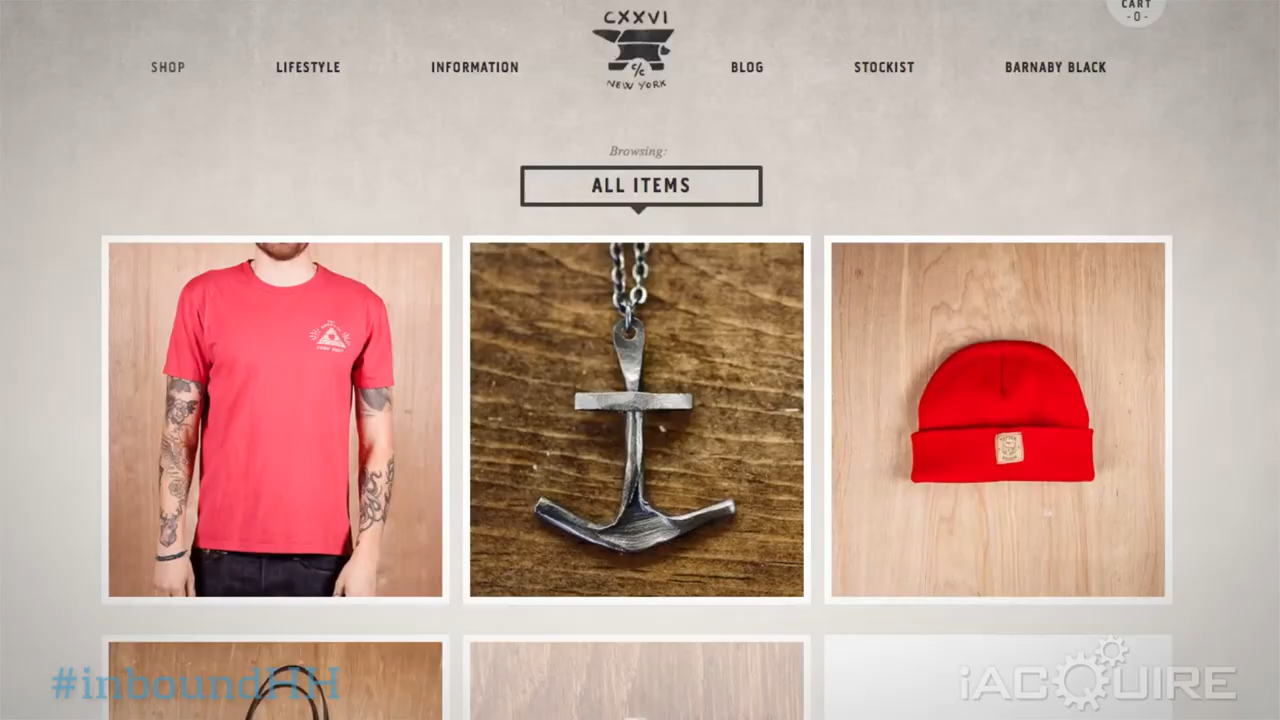 CART
-0-
CXXVI
c/c
NEW YORK
SHOP
LIFESTYLE
INFORMATION
BLOG
STOCKIST
BARNABY BLACK
Browsing:
ALL ITEMS
#inboundHH
iACQUIRE